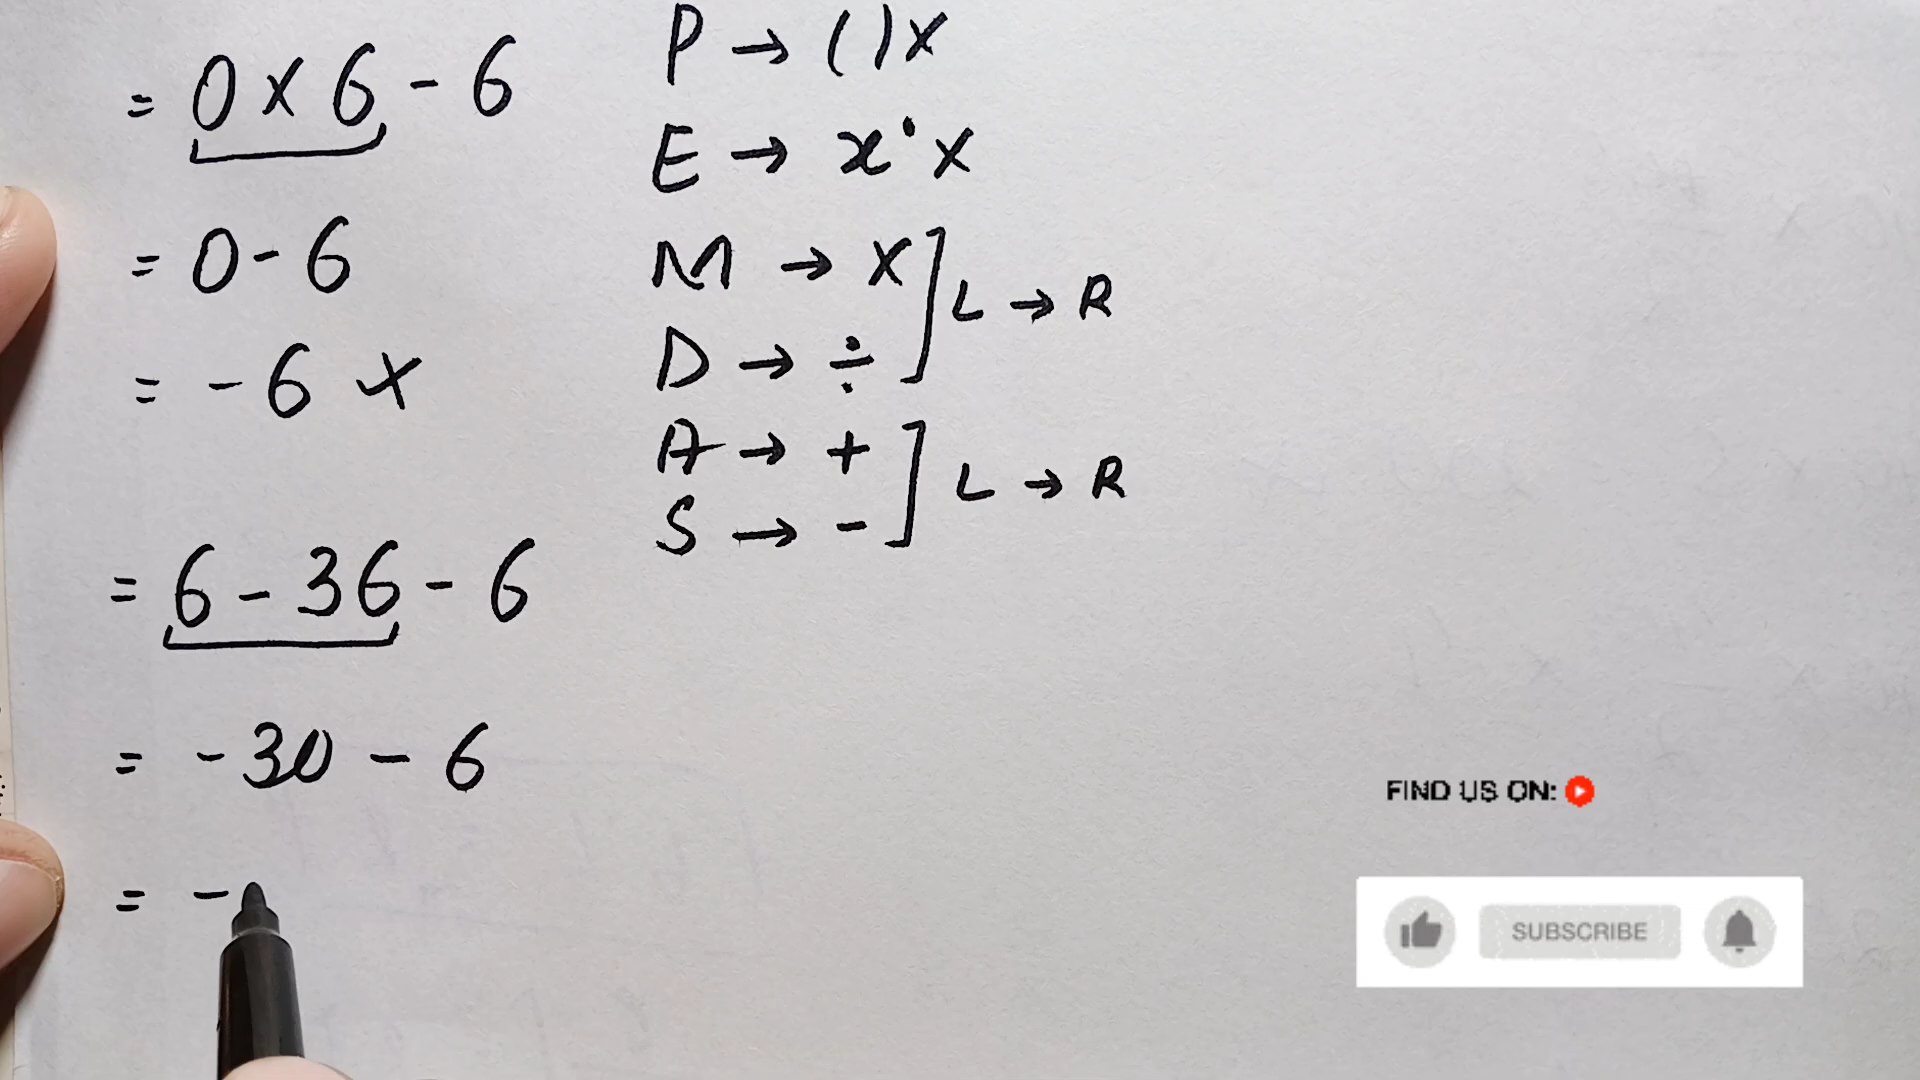 = 0 × 6 - 6
= 0 - 6
= - 6 ×
= 6 - 36 - 6
= - 30 - 6
= -
P → ( ) ×
E → x· ×
M → ×
D → ÷
L → R
A → +
S → -
L → R
FIND US ON:
SUBSCRIBE